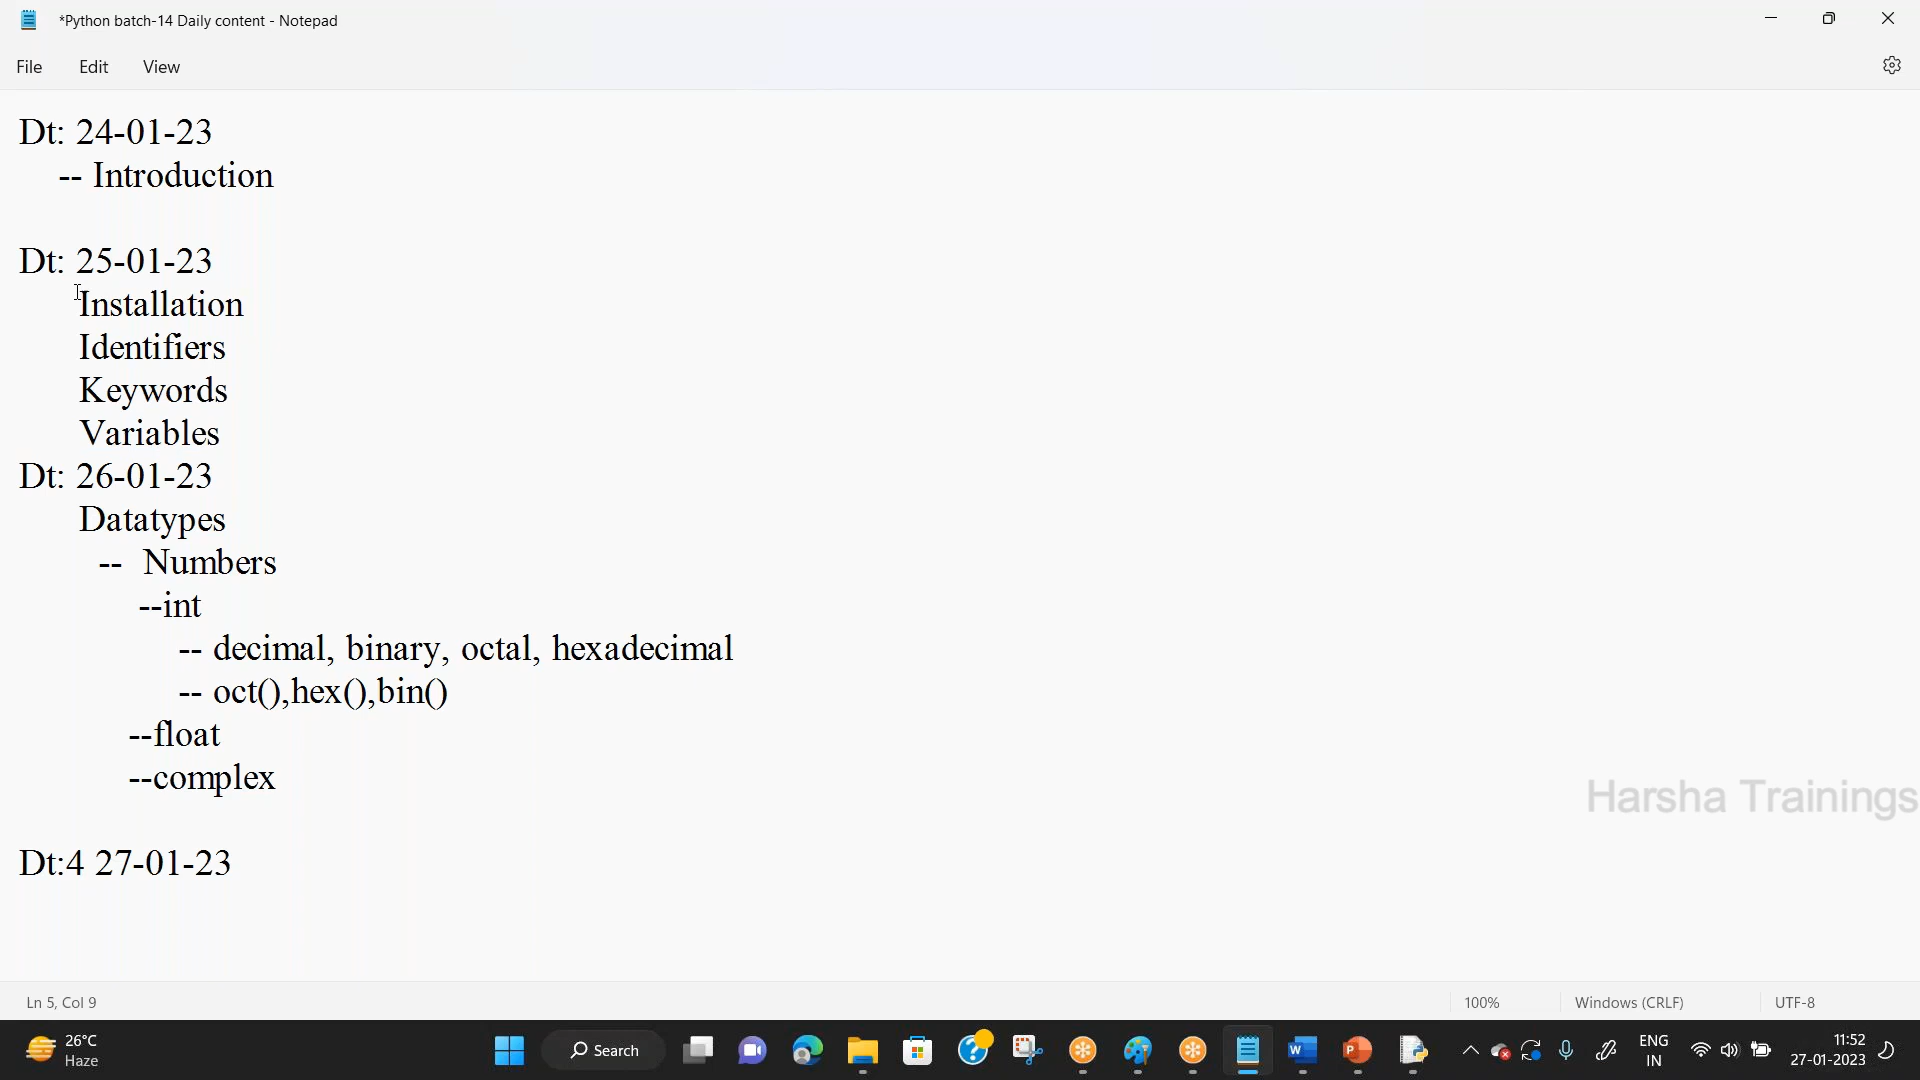 *Python batch-14 Daily content - Notepad
File Edit View
Dt: 24-01-23
-- Introduction
Dt: 25-01-23
Installation
Identifiers
Keywords
Variables
Dt: 26-01-23
Datatypes
-- Numbers
--int
-- decimal, binary, octal, hexadecimal
-- oct(),hex(),bin()
--float
--complex
Harsha Trainings
Dt:4 27-01-23
Ln 5, Col 9 100% Windows (CRLF) UTF-8
26°C
Haze
Search
ENG
IN
11:52
27-01-2023